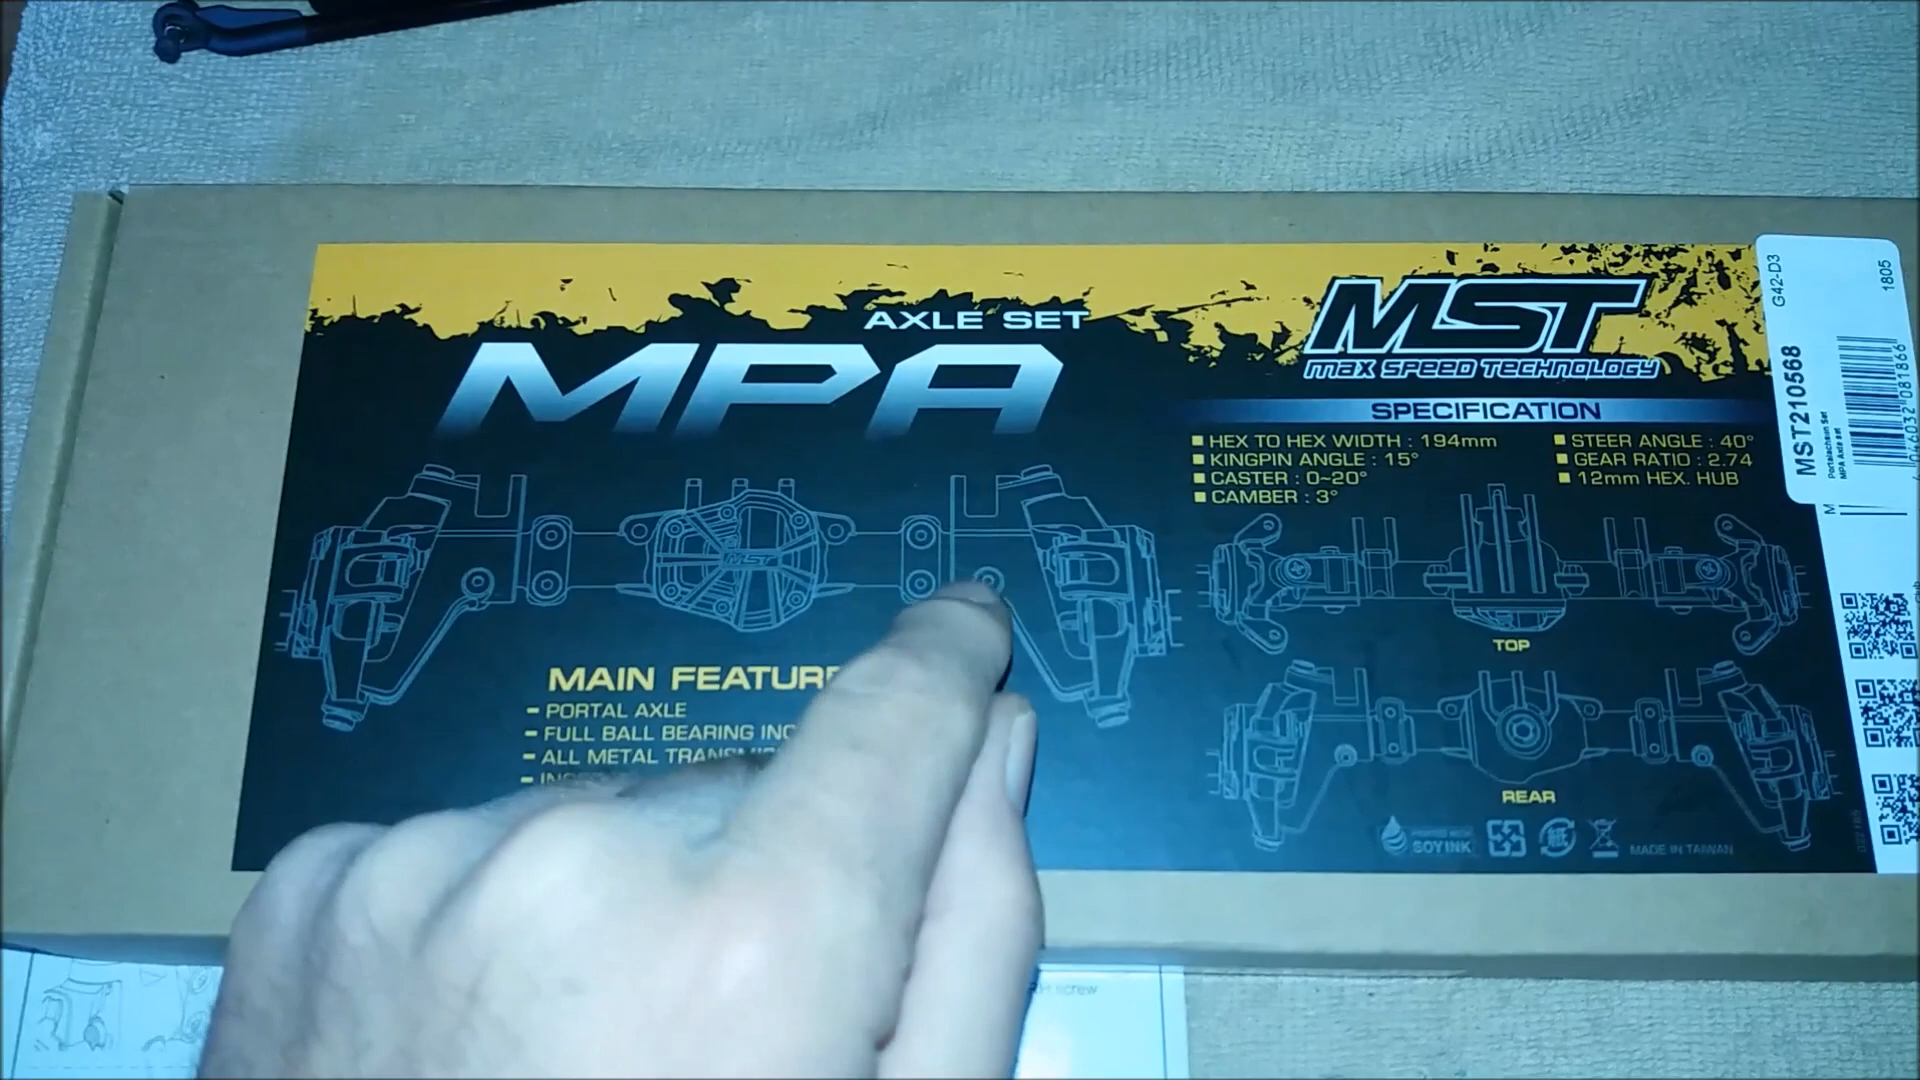 AXLE SET
MPA
MST
MAX SPEED TECHNOLOGY
SPECIFICATION
HEX TO HEX WIDTH : 194mm
KINGPIN ANGLE : 15°
CASTER : 0~20°
CAMBER : 3°
STEER ANGLE : 40°
GEAR RATIO : 2.74
12mm HEX. HUB
MST
TOP
REAR
MAIN FEATUR
- PORTAL AXLE
- FULL BALL BEARING INC
- ALL METAL
SOY INK
MADE IN TAIWAN
G42-D3
1805
MST210568
Portalachsen Set
MPA Axle set
screw